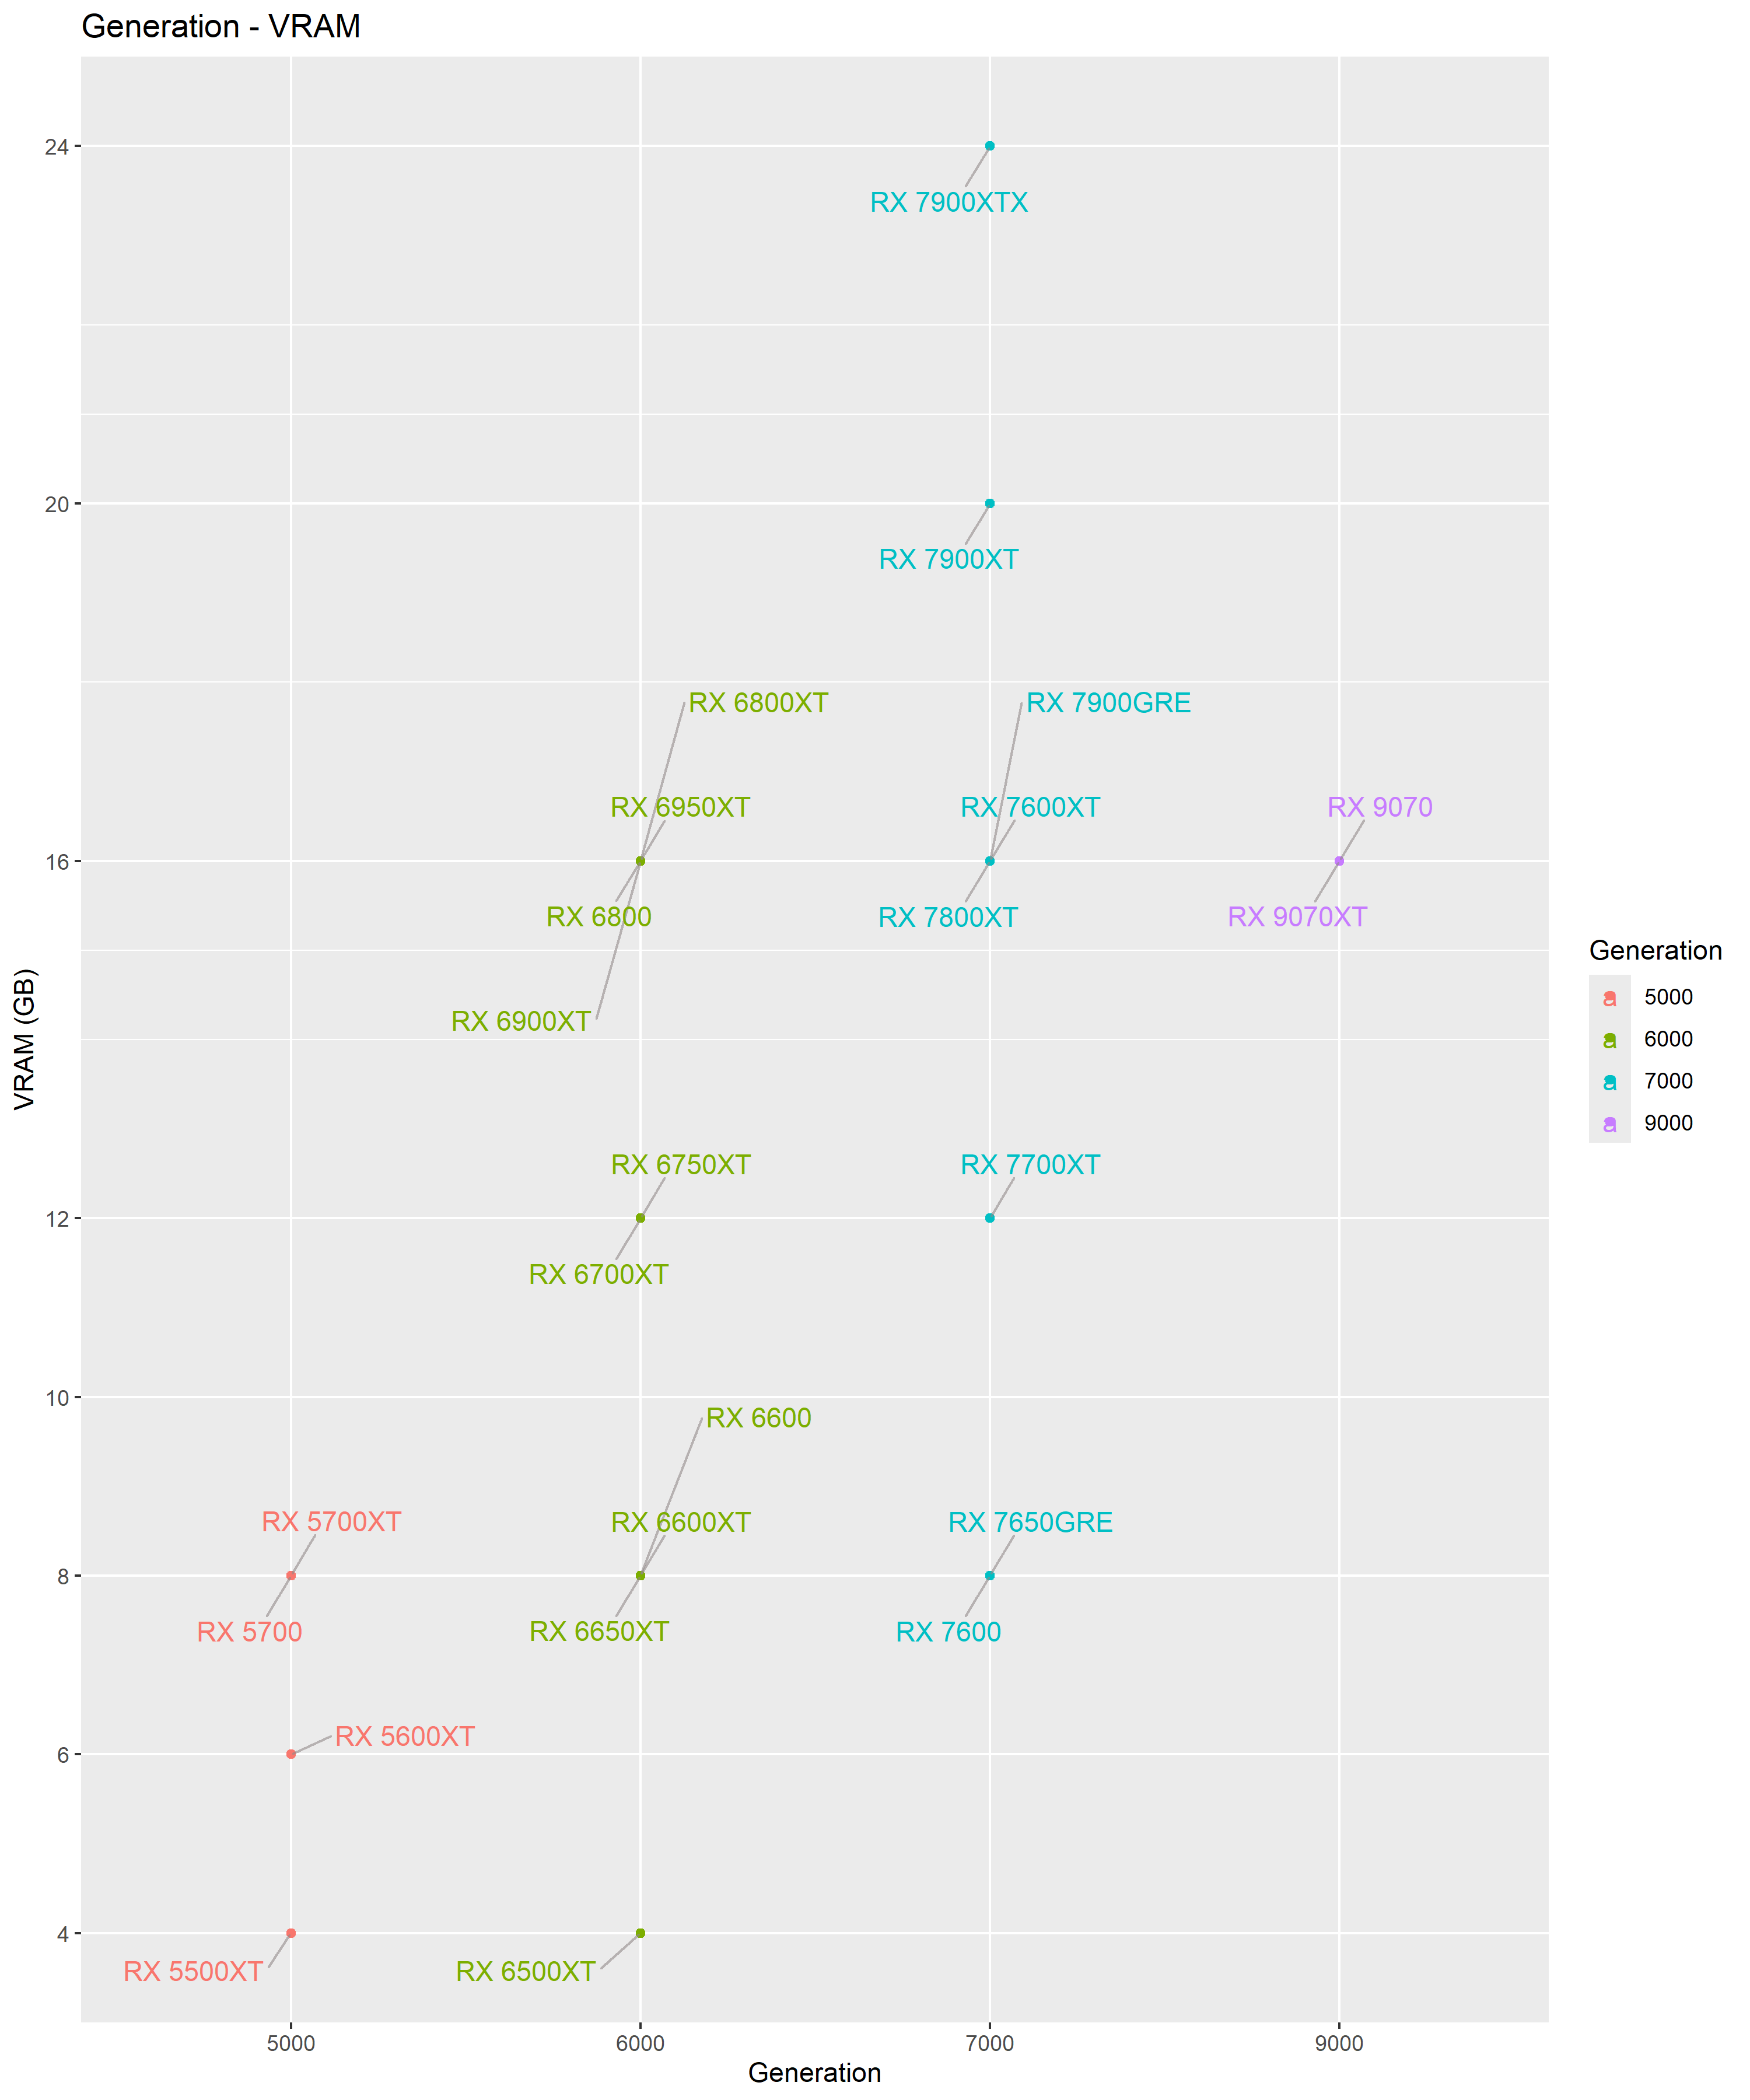 Generation - VRAM
24
RX 7900XTX
20
RX 7900XT
RX 6800XT
RX 7900GRE
RX 6950XT
RX 7600XT
RX 9070
16
RX 6800
RX 7800XT
RX 9070XT
RX 6900XT
VRAM (GB)
Generation
a 5000
a 6000
a 7000
a 9000
RX 6750XT
RX 7700XT
12
RX 6700XT
10
RX 6600
RX 5700XT
RX 6600XT
RX 7650GRE
8
RX 5700
RX 6650XT
RX 7600
RX 5600XT
6
4
RX 5500XT
RX 6500XT
5000
6000
7000
9000
Generation